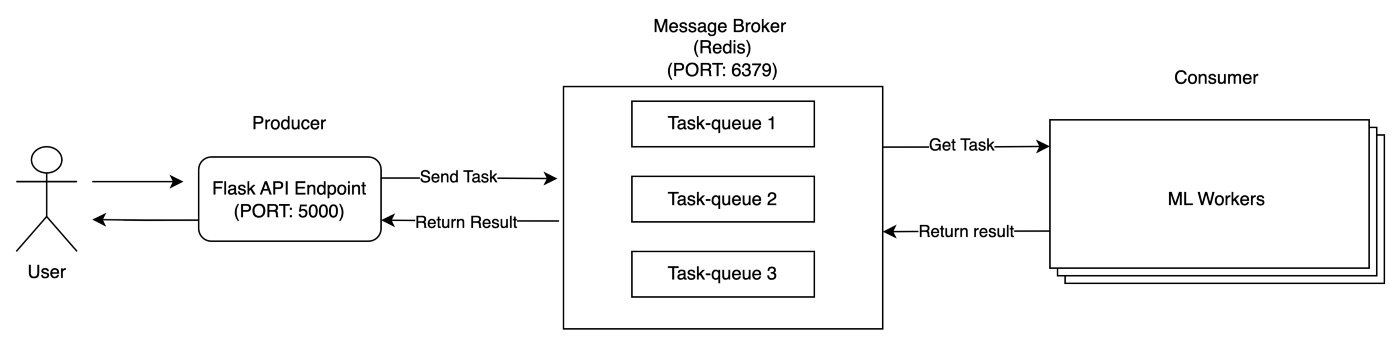 Message Broker
(Redis)
(PORT: 6379)
Consumer
Producer
Task-queue 1
Get Task
Flask API Endpoint
(PORT: 5000)
Send Task
Task-queue 2
ML Workers
Return Result
Return result
User
Task-queue 3